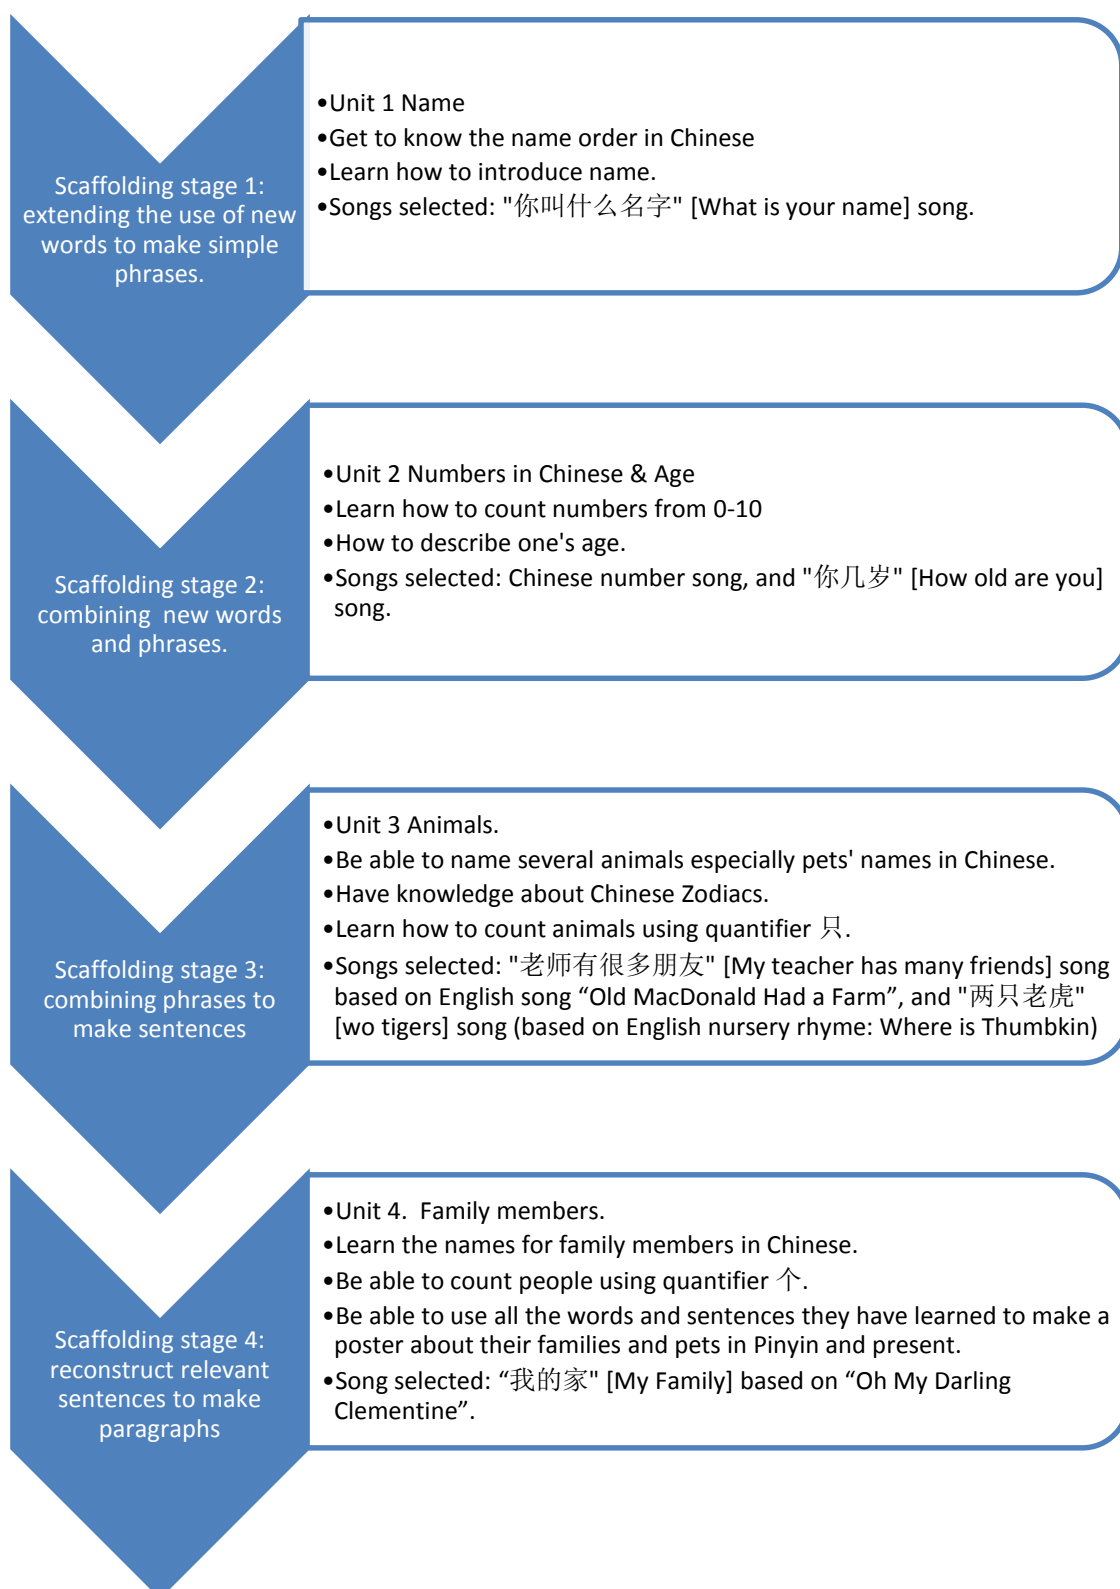 Scaffolding stage 1:
extending the use of new
words to make simple
phrases.
•Unit 1 Name
•Get to know the name order in Chinese
•Learn how to introduce name.
•Songs selected: "你叫什么名字" [What is your name] song.
Scaffolding stage 2:
combining  new words
and phrases.
•Unit 2 Numbers in Chinese & Age
•Learn how to count numbers from 0-10
•How to describe one's age.
•Songs selected: Chinese number song, and "你几岁" [How old are you]
song.
Scaffolding stage 3:
combining phrases to
make sentences
•Unit 3 Animals.
•Be able to name several animals especially pets' names in Chinese.
•Have knowledge about Chinese Zodiacs.
•Learn how to count animals using quantifier 只.
•Songs selected: "老师有很多朋友" [My teacher has many friends] song
based on English song “Old MacDonald Had a Farm”, and "两只老虎"
[wo tigers] song (based on English nursery rhyme: Where is Thumbkin)
Scaffolding stage 4:
reconstruct relevant
sentences to make
paragraphs
•Unit 4.  Family members.
•Learn the names for family members in Chinese.
•Be able to count people using quantifier 个.
•Be able to use all the words and sentences they have learned to make a
poster about their families and pets in Pinyin and present.
•Song selected: “我的家" [My Family] based on “Oh My Darling
Clementine”.